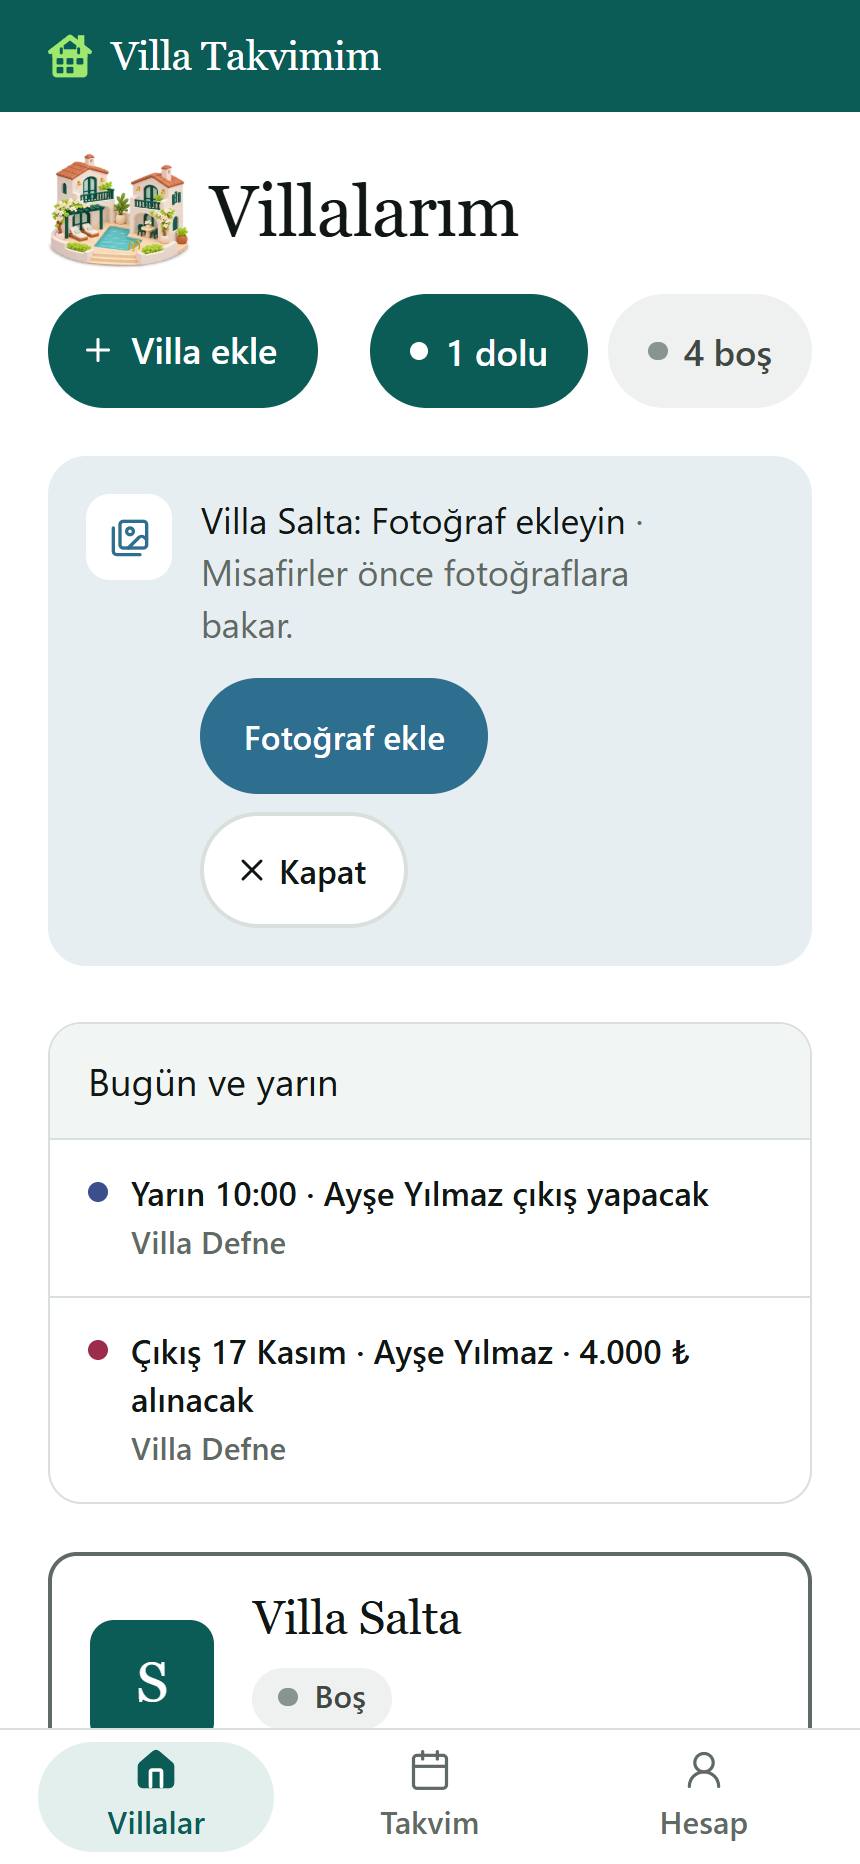 Villa Takvimim
Villalarım
Villa ekle
1 dolu
4 boş
Villa Salta: Fotoğraf ekleyin ·
Misafirler önce fotoğraflara
bakar.
Fotoğraf ekle
Kapat
Bugün ve yarın
Yarın 10:00 · Ayşe Yılmaz çıkış yapacak
Villa Defne
Çıkış 17 Kasım · Ayşe Yılmaz · 4.000 ₺
alınacak
Villa Defne
Villa Salta
S
Boş
Villalar
Takvim
Hesap